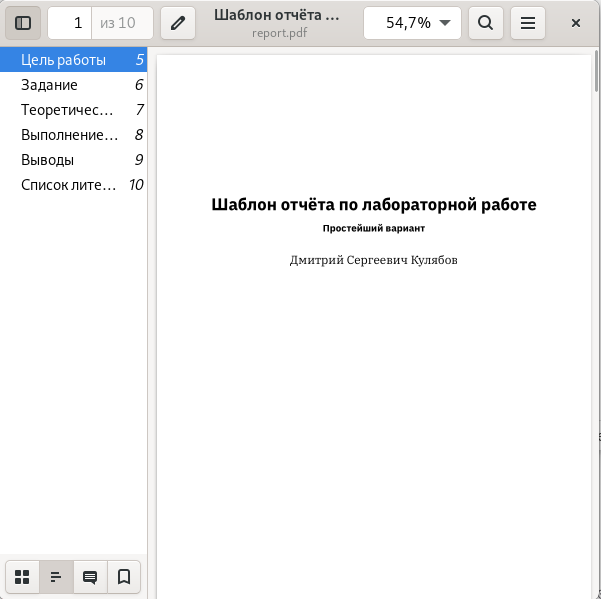 1 из 10
Шаблон отчёта ...
report.pdf
54,7%
Цель работы 5
Задание 6
Теоретичес... 7
Выполнение... 8
Выводы 9
Список лите... 10
Шаблон отчёта по лабораторной работе
Простейший вариант
Дмитрий Сергеевич Кулябов